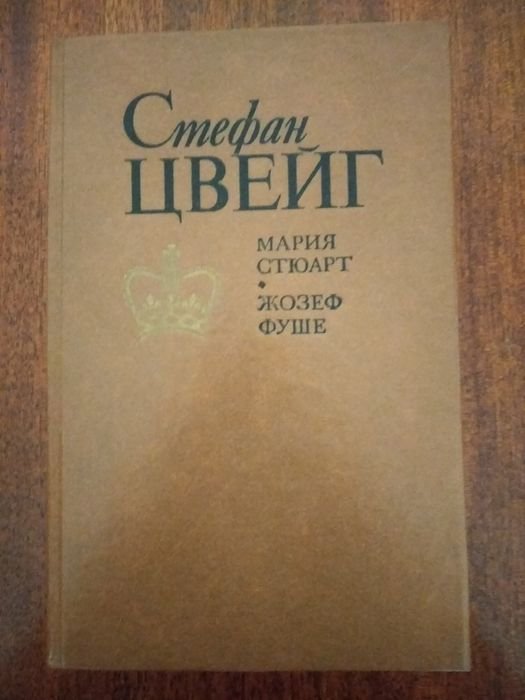 Стефан
ЦВЕЙГ
МАРИЯ
СТЮАРТ
•
ЖОЗЕФ
ФУШЕ